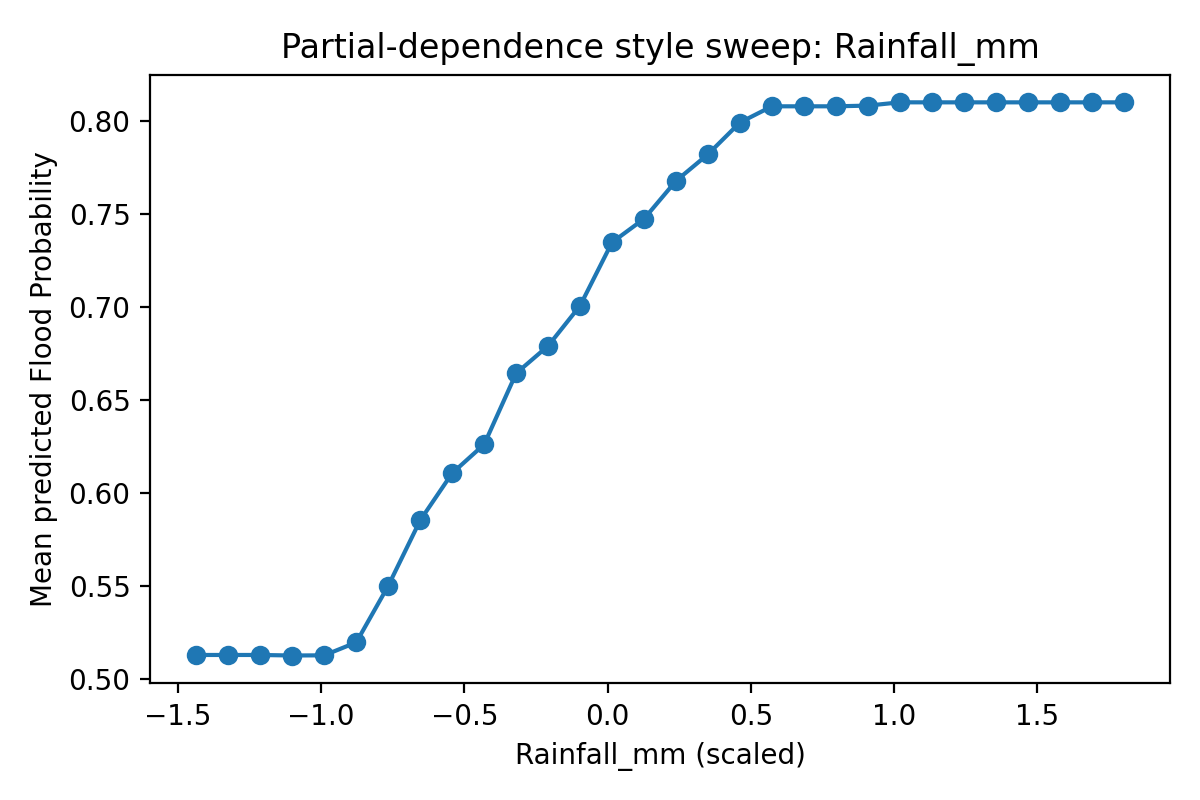 Partial-dependence style sweep: Rainfall_mm
Mean predicted Flood Probability
0.80
0.75
0.70
0.65
0.60
0.55
0.50
−1.5 −1.0 −0.5 0.0 0.5 1.0 1.5
Rainfall_mm (scaled)